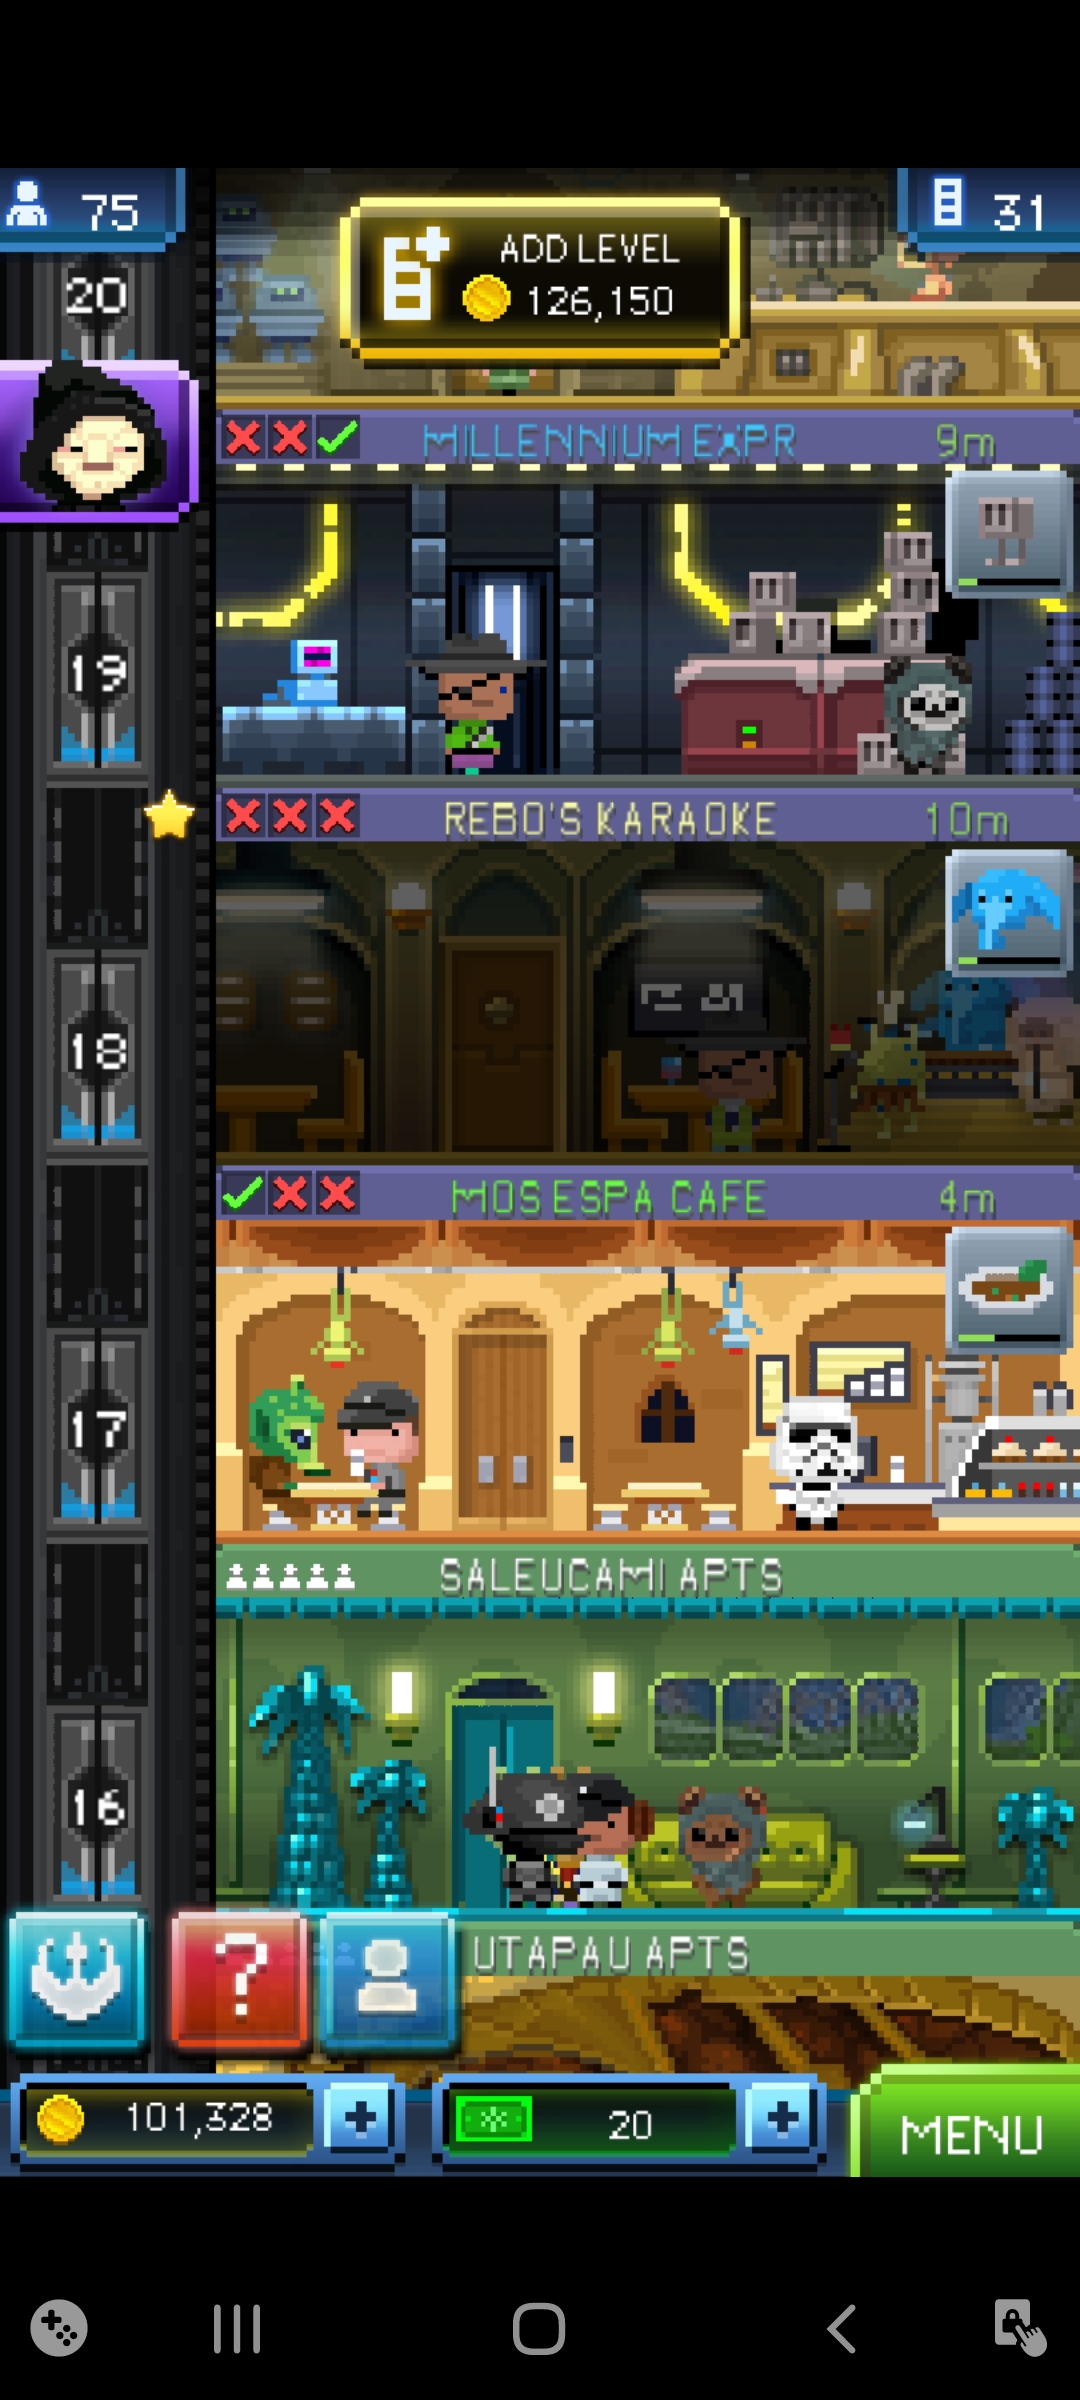 75
ADD LEVEL
126,150
31
20
MILLENNIUM EXPR
9m
19
REBO'S KARAOKE
10m
18
MOS ESPA CAFE
4m
17
SALEUCAMI APTS
16
?
UTAPAU APTS
101,328
+
20
+
MENU